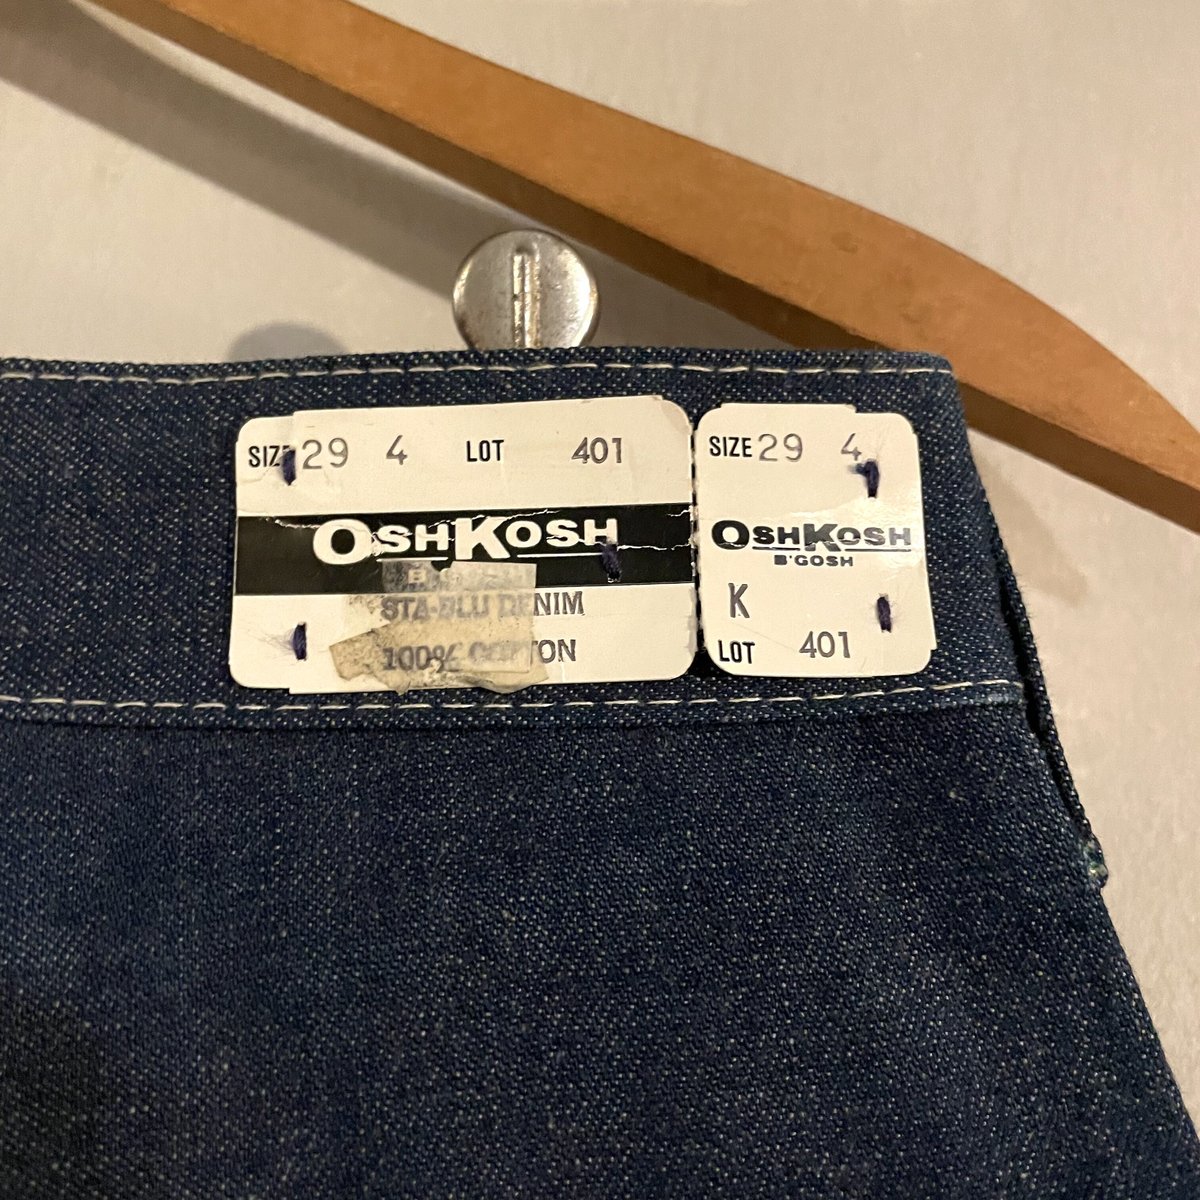 SIZE 29 4 LOT 401
OSHKOSH
STA-BLU DENIM
100% COTTON
SIZE 29 4
OSHKOSH
B'GOSH
K
LOT 401